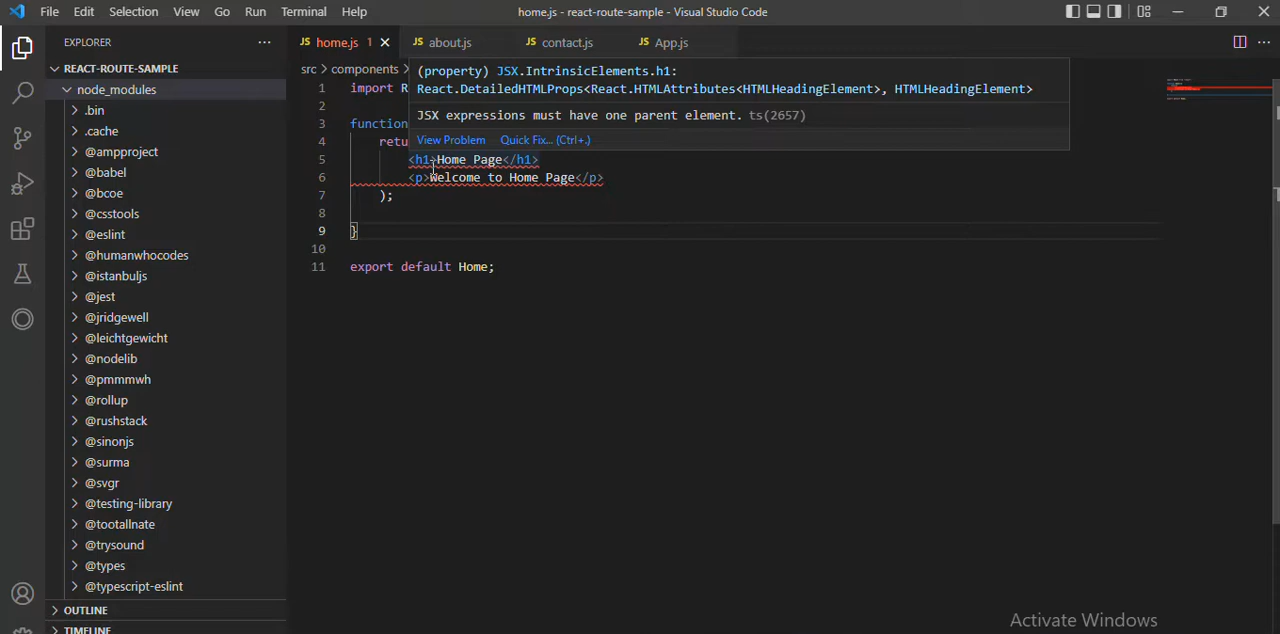 File Edit Selection View Go Run Terminal Help home.js - react-route-sample - Visual Studio Code
EXPLORER
REACT-ROUTE-SAMPLE
node_modules
.bin
.cache
@ampproject
@babel
@bcoe
@csstools
@eslint
@humanwhocodes
@istanbuljs
@jest
@jridgewell
@leichtgewicht
@nodelib
@pmmmwh
@rollup
@rushstack
@sinonjs
@surma
@svgr
@testing-library
@tootallnate
@trysound
@types
@typescript-eslint
OUTLINE
TIMELINE
JS home.js 1 JS about.js JS contact.js JS App.js
src > components >
(property) JSX.IntrinsicElements.h1:
React.DetailedHTMLProps<React.HTMLAttributes<HTMLHeadingElement>, HTMLHeadingElement>
JSX expressions must have one parent element. ts(2657)
View Problem Quick Fix... (Ctrl+.)
1 import R
2
3 function
4 retu
5 <h1>Home Page</h1>
6 <p>Welcome to Home Page</p>
7 );
8
9 }
10
11 export default Home;
Activate Windows